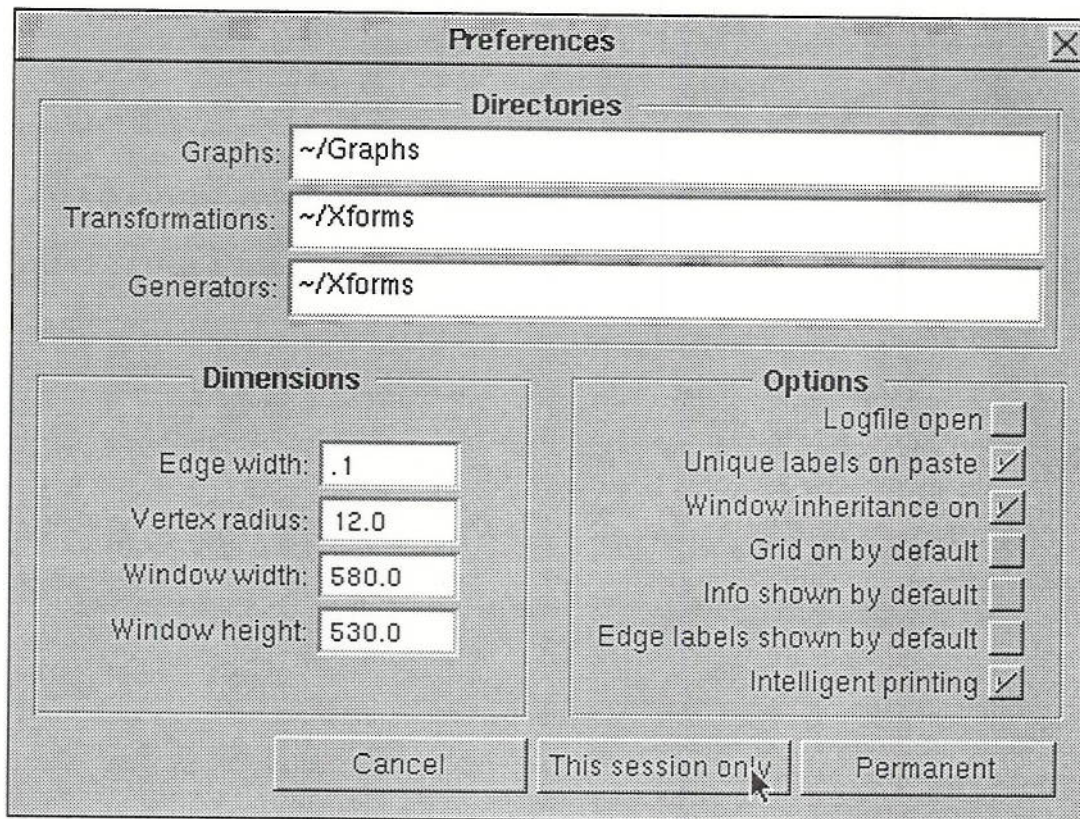 Preferences
Directories
Graphs: ~/Graphs
Transformations: ~/Xforms
Generators: ~/Xforms
Dimensions
Edge width: .1
Vertex radius: 12.0
Window width: 580.0
Window height: 530.0
Options
Logfile open
Unique labels on paste
Window inheritance on
Grid on by default
Info shown by default
Edge labels shown by default
Intelligent printing
Cancel
This session only
Permanent